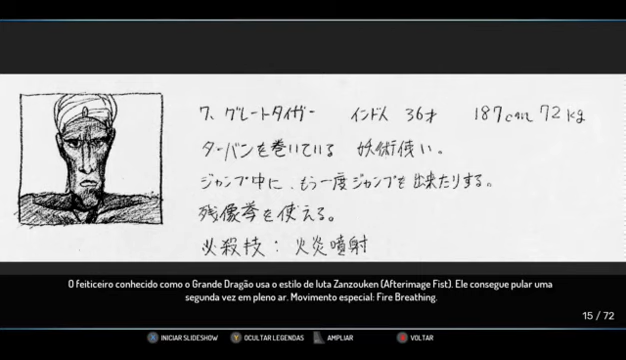 7、グレートタイガー　インド人　36才　187cm 72kg
ターバンを巻いている　妖術使い。
ジャンプ中に、もう一度ジャンプを出来たりする。
残像拳を使える。
必殺技：火炎噴射
O feiticeiro conhecido como o Grande Dragão usa o estilo de luta Zanzouken (Afterimage Fist). Ele consegue pular uma
segunda vez em pleno ar. Movimento especial: Fire Breathing.
15 / 72
X INICIAR SLIDESHOW Y OCULTAR LEGENDAS AMPLIAR B VOLTAR